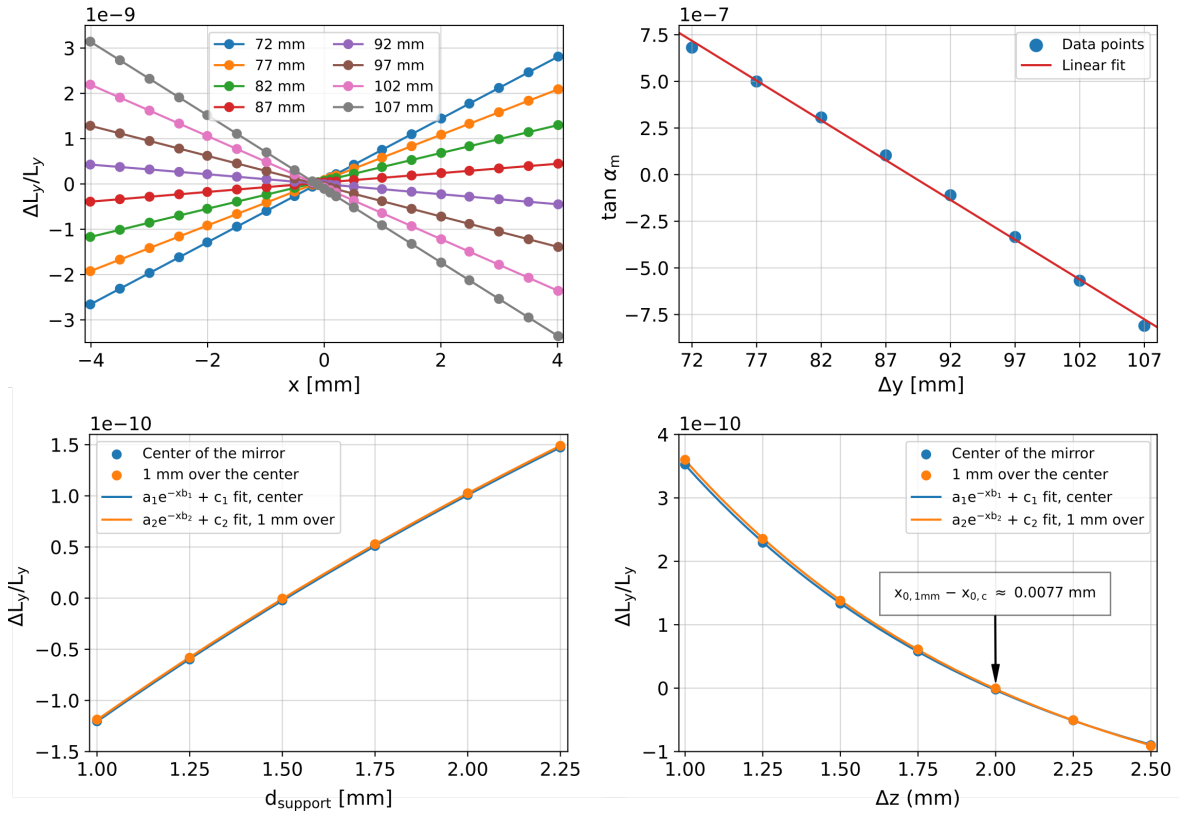 1e−9
ΔLy/Ly
3
2
1
0
−1
−2
−3
72 mm
77 mm
82 mm
87 mm
92 mm
97 mm
102 mm
107 mm
−4
−2
0
2
4
x [mm]
1e−7
tan αm
7.5
5.0
2.5
0.0
−2.5
−5.0
−7.5
Data points
Linear fit
72
77
82
87
92
97
102
107
Δy [mm]
1e−10
ΔLy/Ly
1.5
1.0
0.5
0.0
−0.5
−1.0
−1.5
Center of the mirror
1 mm over the center
a₁e⁻ˣᵇ₁ + c₁ fit, center
a₂e⁻ˣᵇ₂ + c₂ fit, 1 mm over
1.00
1.25
1.50
1.75
2.00
2.25
dsupport [mm]
1e−10
ΔLy/Ly
4
3
2
1
0
−1
Center of the mirror
1 mm over the center
a₁e⁻ˣᵇ₁ + c₁ fit, center
a₂e⁻ˣᵇ₂ + c₂ fit, 1 mm over
x0, 1mm − x0, c ≈ 0.0077 mm
1.00
1.25
1.50
1.75
2.00
2.25
2.50
Δz (mm)